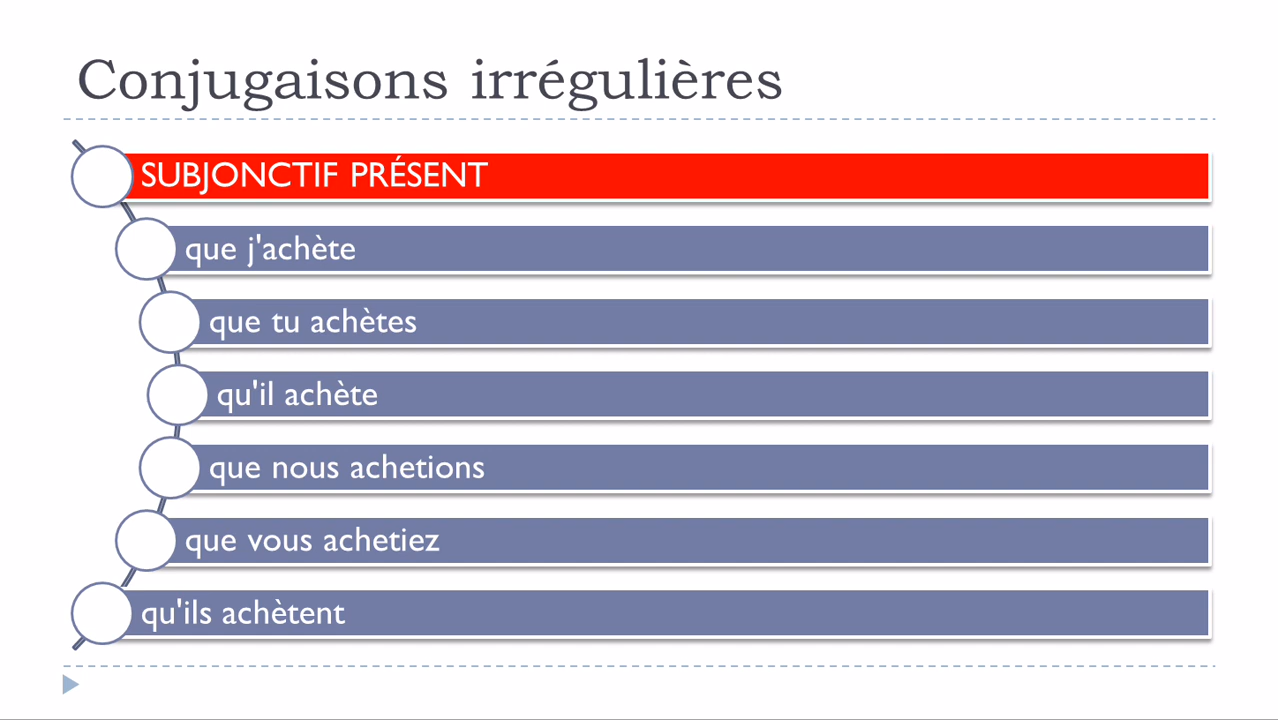 Conjugaisons irrégulières
SUBJONCTIF PRÉSENT
que j'achète
que tu achètes
qu'il achète
que nous achetions
que vous achetiez
qu'ils achètent